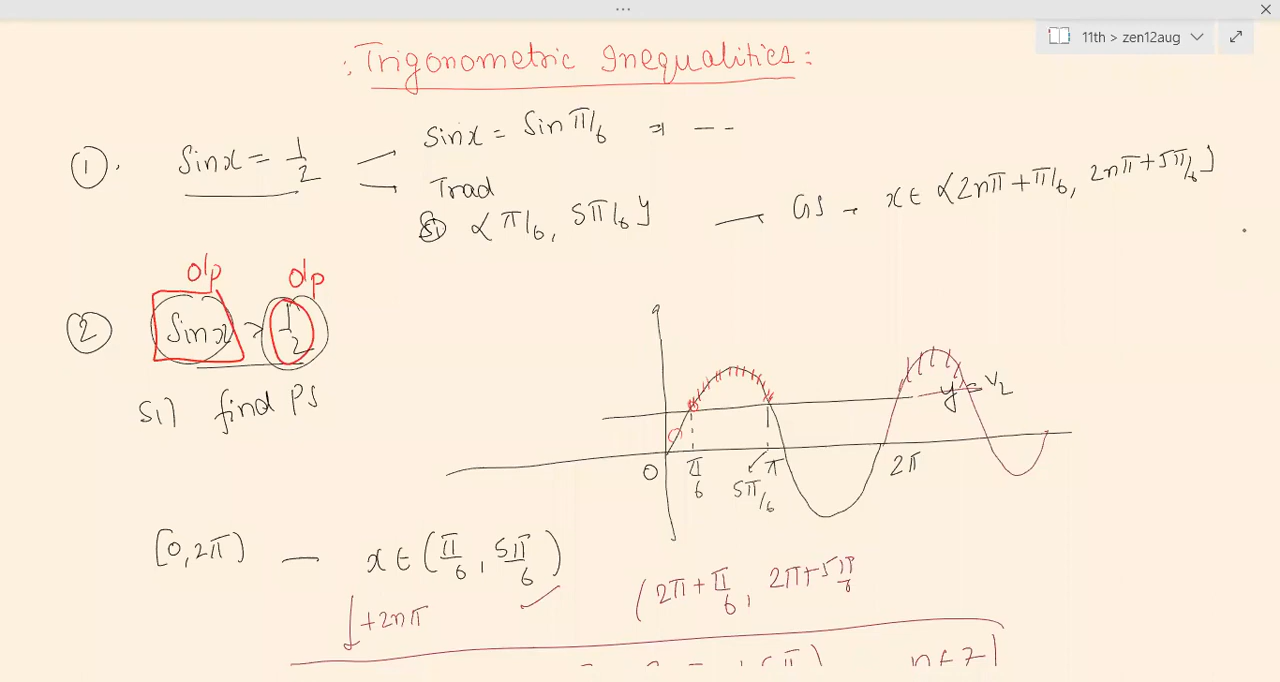 11th > zen12aug
: Trigonometric Inequalities :
① . Sinx = 1/2
Sinx = Sin π/6 ⇒ ---
Trad
S1 {π/6, 5π/6} — GS → x ∈ {2nπ + π/6, 2nπ + 5π/6}
o/p o/p
② Sinx > 1/2
S1) find PS
y = 1/2
0 π/6 5π/6 π 2π
[0, 2π) — x ∈ (π/6, 5π/6)
(2π + π/6, 2π + 5π/6
↓ +2nπ